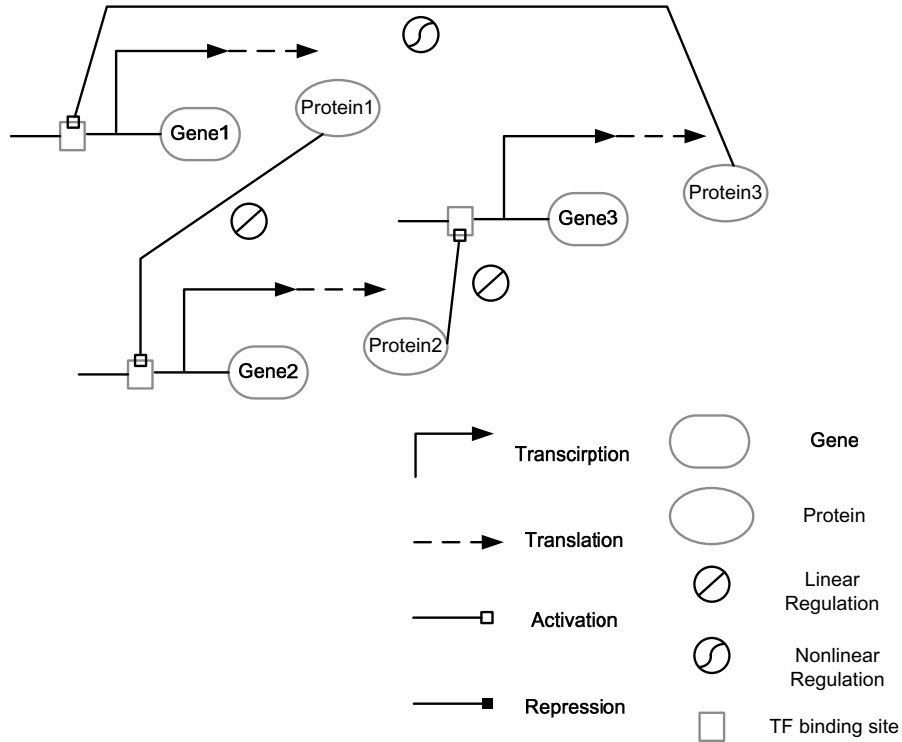 Gene1
Protein1
Protein3
Gene3
Protein2
Gene2
Transcirption
Gene
Translation
Protein
Activation
Linear
Regulation
Repression
Nonlinear
Regulation
TF binding site